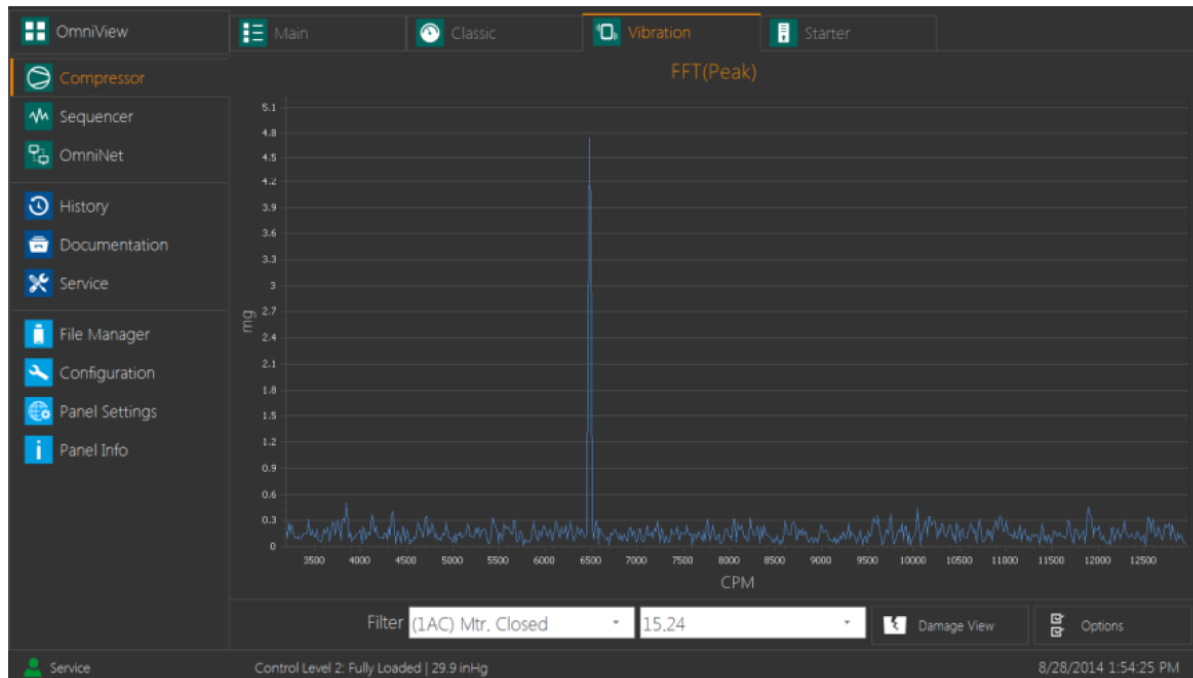 OmniView
Main
Classic
Vibration
Starter
Compressor
Sequencer
OmniNet
History
Documentation
Service
File Manager
Configuration
Panel Settings
Panel Info
FFT(Peak)
5.1
4.8
4.5
4.2
3.9
3.6
3.3
3
2.7
2.4
2.1
1.8
1.5
1.2
0.9
0.6
0.3
0
mg
3500 4000 4500 5000 5500 6000 6500 7000 7500 8000 8500 9000 9500 10000 10500 11000 11500 12000 12500
CPM
Filter (1AC) Mtr. Closed 15.24 Damage View Options
Service Control Level 2: Fully Loaded | 29.9 inHg 8/28/2014 1:54:25 PM